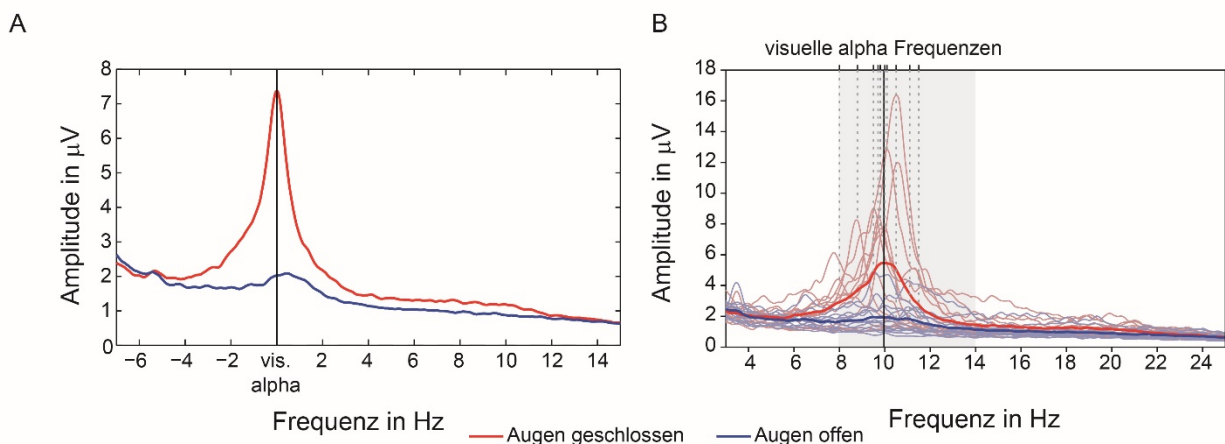 A
Amplitude in µV
8
7
6
5
4
3
2
1
0
−6 −4 −2 vis. 2 4 6 8 10 12 14
alpha
Frequenz in Hz
B
visuelle alpha Frequenzen
Amplitude in µV
18
16
14
12
10
8
6
4
2
0
4 6 8 10 12 14 16 18 20 22 24
Frequenz in Hz
Augen geschlossen Augen offen